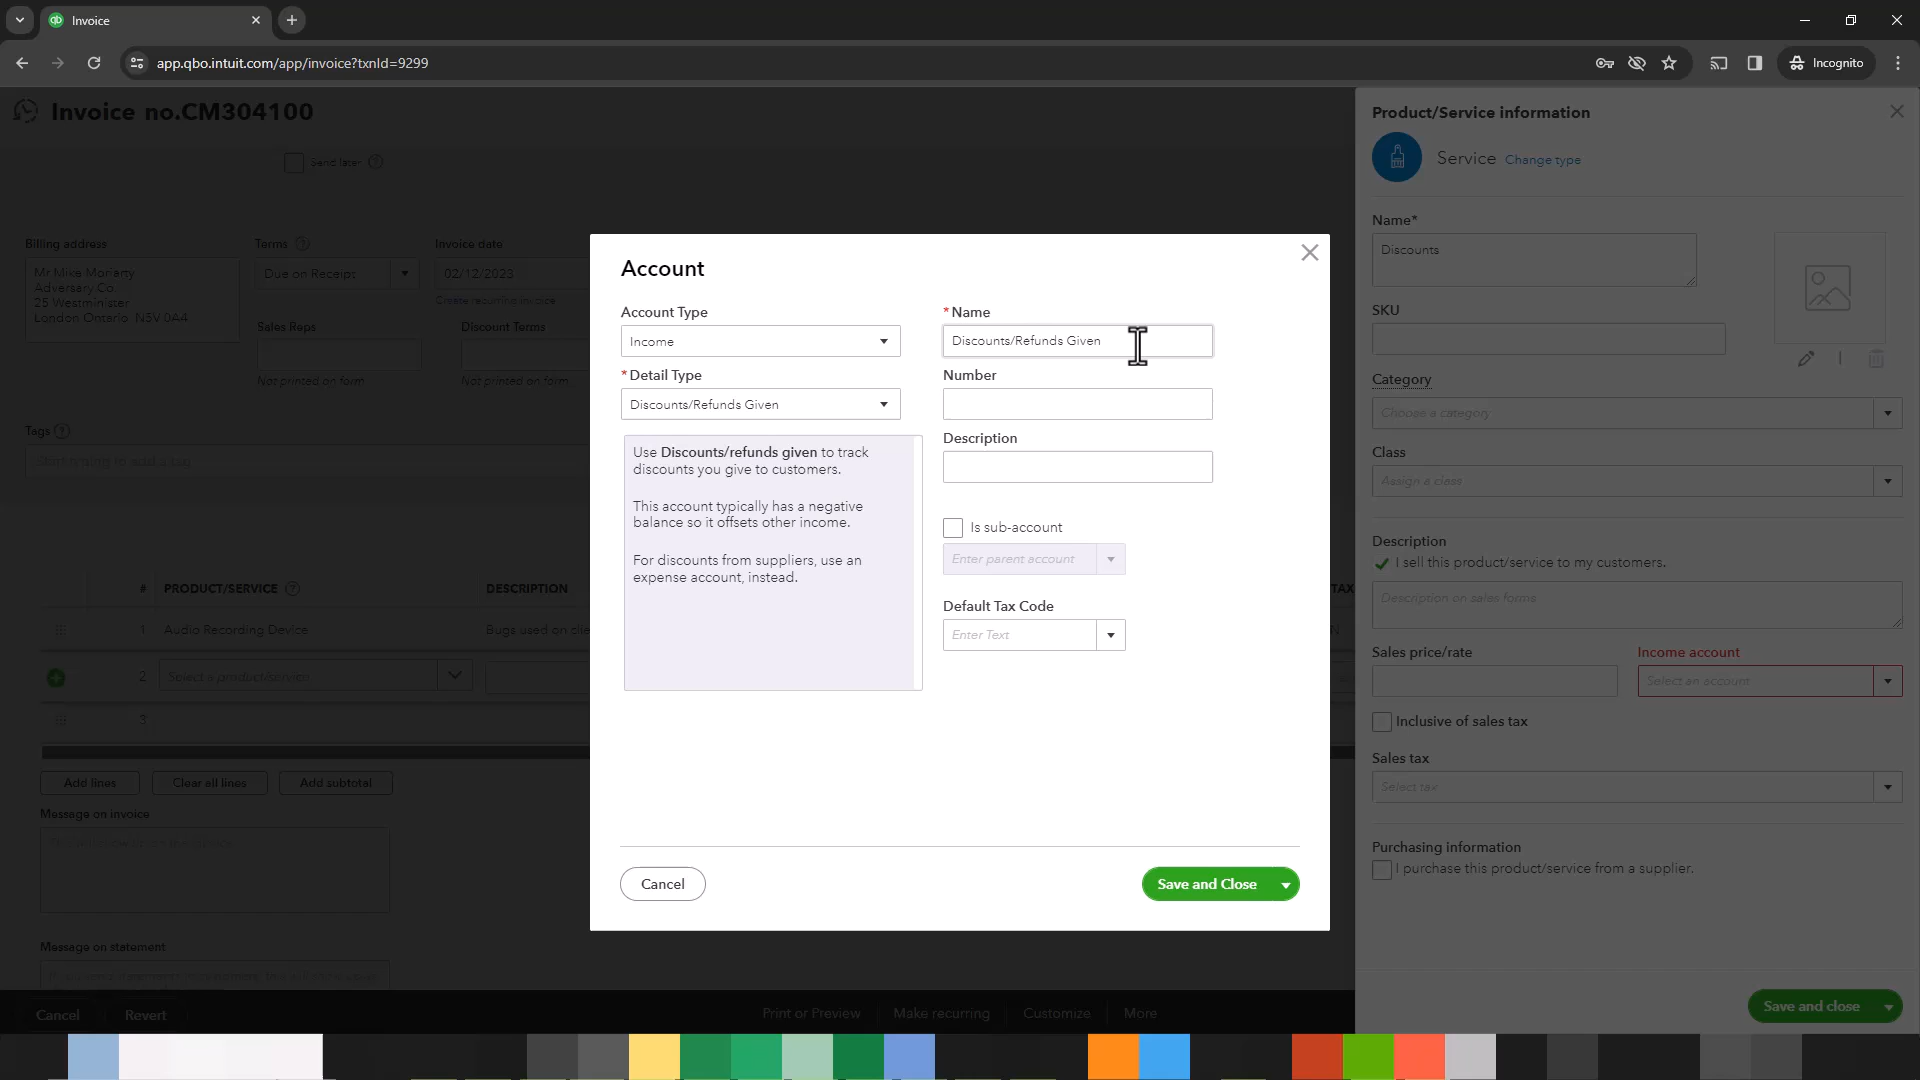 Invoice
app.qbo.intuit.com/app/invoice?txnId=9299
Incognito
Invoice no.CM304100
Send later
Billing address
Terms
Invoice date
Mr Mike Moriarty
Adversary Co.
25 Westminister
London Ontario N5V 0A4
Due on Receipt
02/12/2023
Create recurring invoice
Sales Reps
Discount Terms
Not printed on form
Not printed on form
Tags
Start typing to add a tag
# PRODUCT/SERVICE DESCRIPTION
TAX
1 Audio Recording Device
Bugs used on clie
2 Select a product/service
3
Add lines
Clear all lines
Add subtotal
Message on invoice
Message on statement
Cancel
Revert
Print or Preview
Make recurring
Customize
More
Account
Account Type
Income
* Detail Type
Discounts/Refunds Given
Use Discounts/refunds given to track
discounts you give to customers.
This account typically has a negative
balance so it offsets other income.
For discounts from suppliers, use an
expense account, instead.
* Name
Discounts/Refunds Given
Number
Description
Is sub-account
Enter parent account
Default Tax Code
Enter Text
Cancel
Save and Close
Product/Service information
Service Change type
Name*
Discounts
SKU
Category
Choose a category
Class
Assign a class
Description
I sell this product/service to my customers.
Description on sales forms
Sales price/rate
Income account
Select an account
Inclusive of sales tax
Sales tax
Select tax
Purchasing information
I purchase this product/service from a supplier.
Save and close